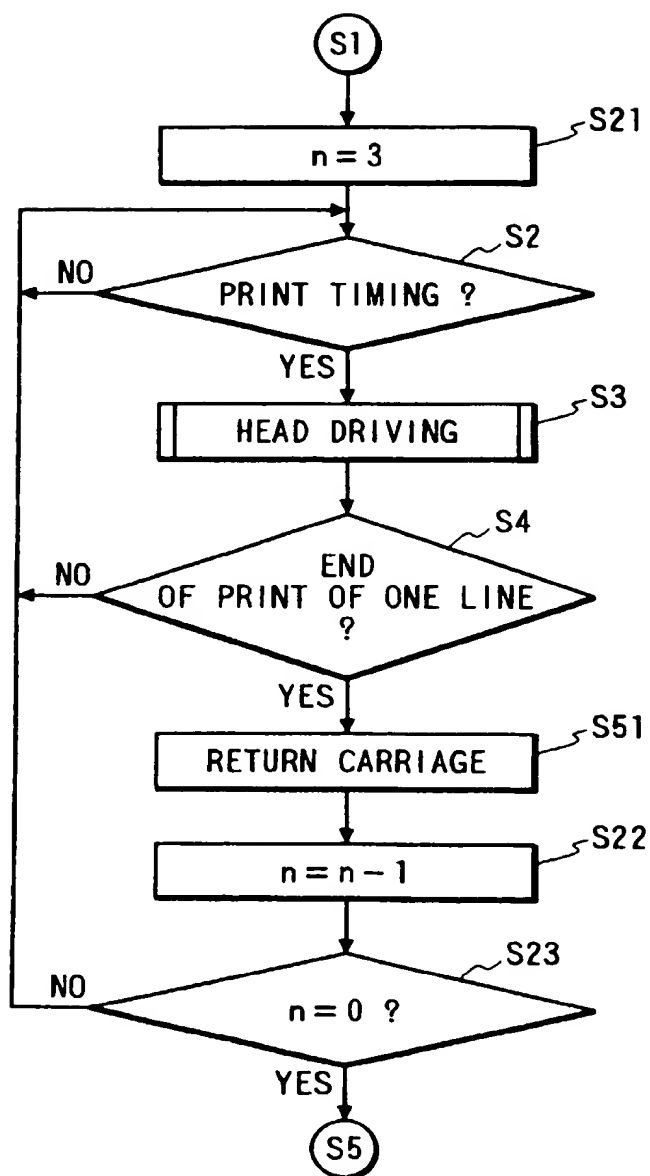 S1
S21
n = 3
S2
NO
PRINT TIMING ?
YES
S3
HEAD DRIVING
S4
NO
END
OF PRINT OF ONE LINE
?
YES
S51
RETURN CARRIAGE
S22
n = n - 1
S23
NO
n = 0 ?
YES
S5